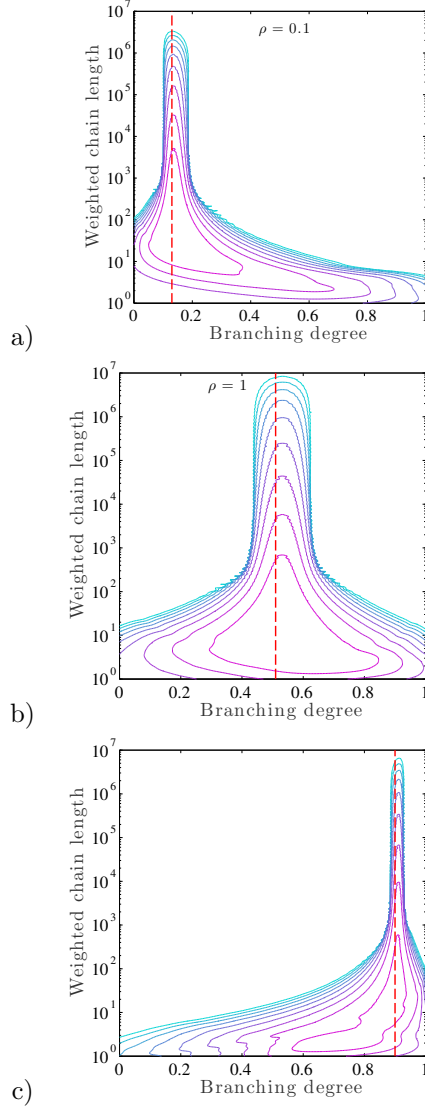 ρ = 0.1
Weighted chain length
10^7
10^6
10^5
10^4
10^3
10^2
10^1
10^0
0 0.2 0.4 0.6 0.8 1
Branching degree
a)
ρ = 1
Weighted chain length
10^7
10^6
10^5
10^4
10^3
10^2
10^1
10^0
0 0.2 0.4 0.6 0.8 1
Branching degree
b)
Weighted chain length
10^7
10^6
10^5
10^4
10^3
10^2
10^1
10^0
0 0.2 0.4 0.6 0.8 1
Branching degree
c)